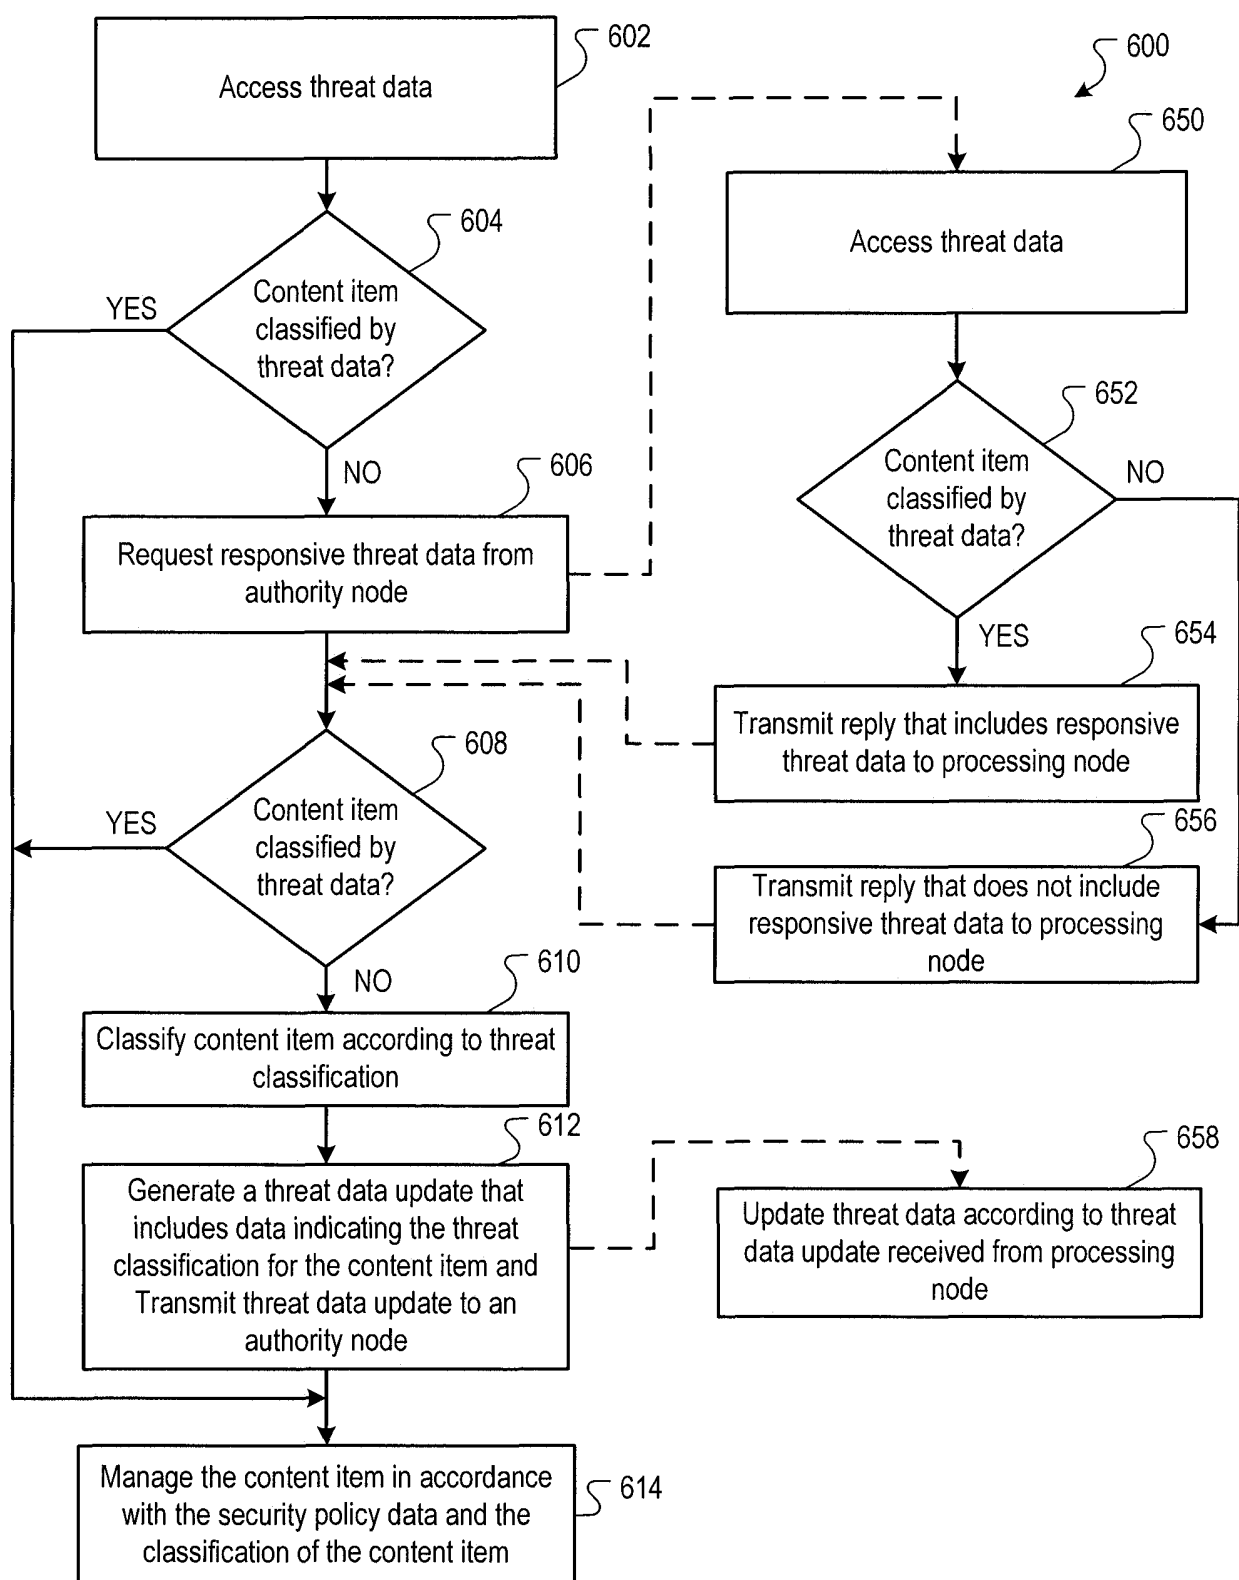 602
Access threat data
600
650
Access threat data
604
Content item
classified by
threat data?
YES
NO
652
Content item
classified by
threat data?
NO
YES
606
Request responsive threat data from
authority node
654
Transmit reply that includes responsive
threat data to processing node
608
Content item
classified by
threat data?
YES
NO
656
Transmit reply that does not include
responsive threat data to processing
node
610
Classify content item according to threat
classification
612
Generate a threat data update that
includes data indicating the threat
classification for the content item and
Transmit threat data update to an
authority node
658
Update threat data according to threat
data update received from processing
node
Manage the content item in accordance
with the security policy data and the
classification of the content item
614